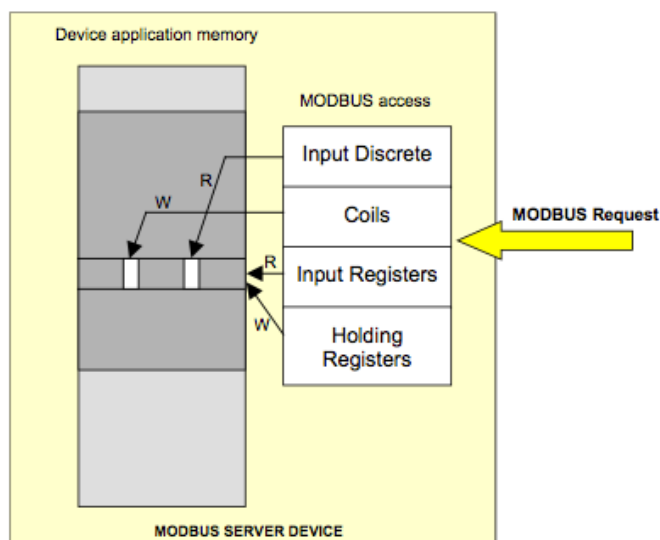 Device application memory
MODBUS access
Input Discrete
R
W
Coils
MODBUS Request
R
Input Registers
W
Holding
Registers
MODBUS SERVER DEVICE